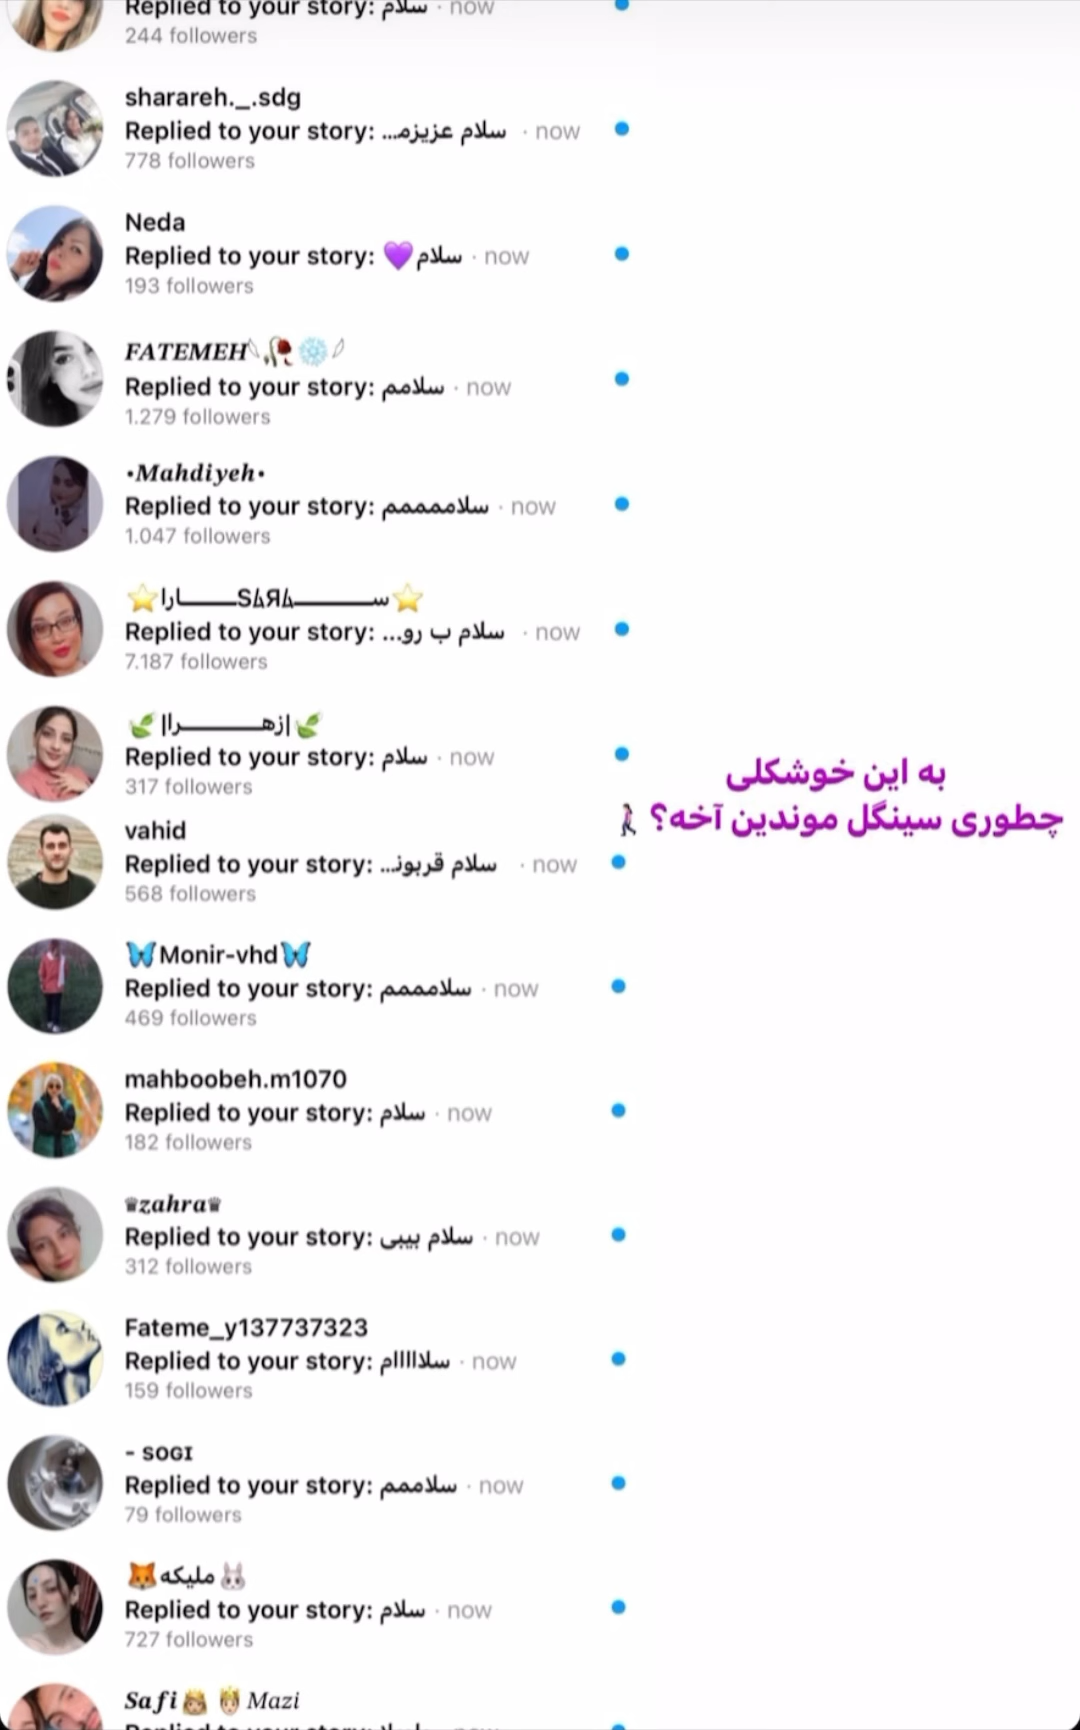 Replied to your story: سلام · now
244 followers
sharareh._.sdg
Replied to your story: سلام عزیزم... · now
778 followers
Neda
Replied to your story: 💜سلام · now
193 followers
FATEMEH🥀❄️
Replied to your story: سلامم · now
1.279 followers
•Mahdiyeh•
Replied to your story: سلاممممم · now
1.047 followers
⭐ســـــــــS𝼀ЯAــــــارا⭐
Replied to your story: سلام ب رو... · now
7.187 followers
🍃|زهـــــــــرا|🍃
Replied to your story: سلام · now
317 followers
به این خوشکلی
چطوری سینگل موندین آخه؟🚶🏻‍♀️
vahid
Replied to your story: سلام قربونـ... · now
568 followers
🦋Monir-vhd🦋
Replied to your story: سلاممممم · now
469 followers
mahboobeh.m1070
Replied to your story: سلام · now
182 followers
♛zahra♛
Replied to your story: سلام بیبی · now
312 followers
Fateme_y137737323
Replied to your story: سلااااام · now
159 followers
- sᴏɢɪ
Replied to your story: سلاممم · now
79 followers
🦊ملیکه🐰
Replied to your story: سلام · now
727 followers
Safi👸🏼 🤴🏻Mazi